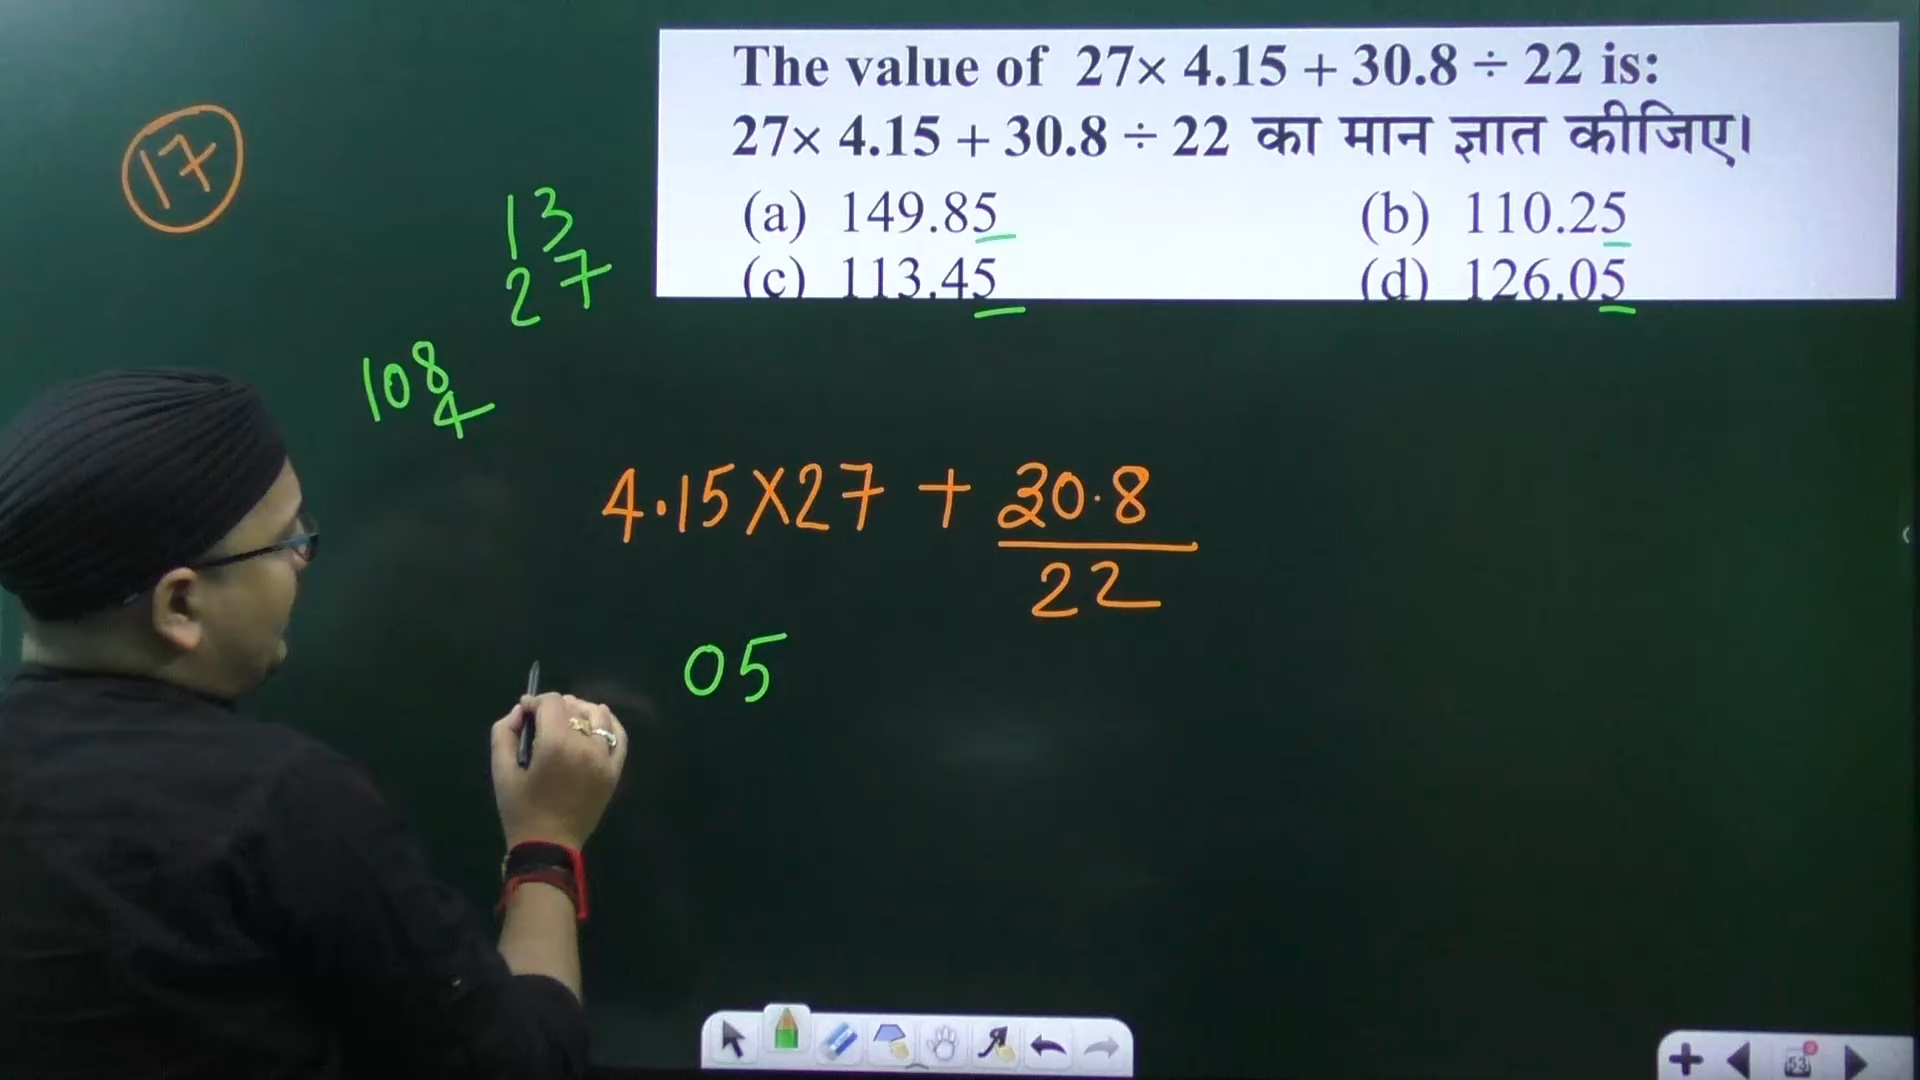 The value of 27× 4.15 + 30.8 ÷ 22 is:
27× 4.15 + 30.8 ÷ 22 का मान ज्ञात कीजिए।
(a) 149.85 (b) 110.25
(c) 113.45 (d) 126.05
17
13
27
108
4
4.15×27 + 30.8
22
05
53